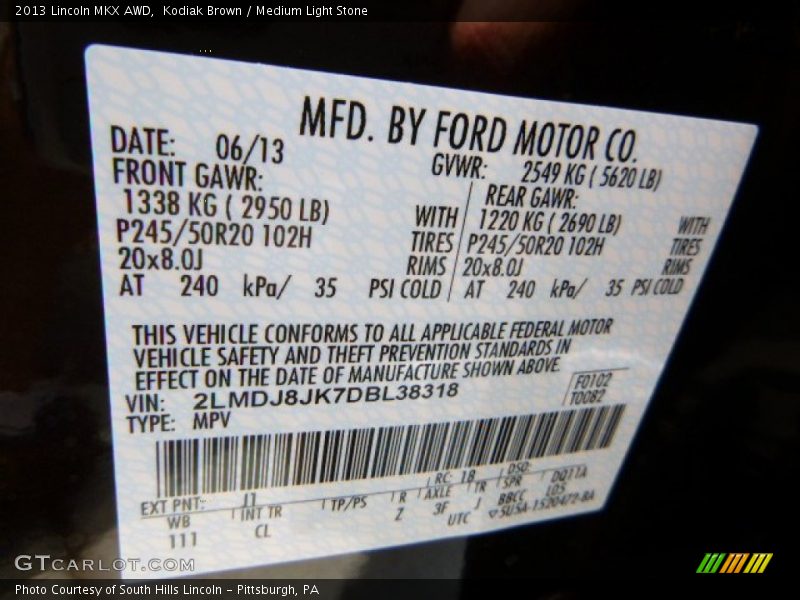 2013 Lincoln MKX AWD,  Kodiak Brown / Medium Light Stone
MFD. BY FORD MOTOR CO.
DATE: 06/13
GVWR: 2549 KG ( 5620 LB)
FRONT GAWR:
REAR GAWR:
1338 KG ( 2950 LB) WITH
1220 KG ( 2690 LB) WITH
P245/50R20 102H TIRES
P245/50R20 102H TIRES
20x8.0J RIMS
20x8.0J RIMS
AT 240 kPa/ 35 PSI COLD
AT 240 kPa/ 35 PSI COLD
THIS VEHICLE CONFORMS TO ALL APPLICABLE FEDERAL MOTOR
VEHICLE SAFETY AND THEFT PREVENTION STANDARDS IN
EFFECT ON THE DATE OF MANUFACTURE SHOWN ABOVE.
VIN: 2LMDJ8JK7DBL38318
F0102
T0082
TYPE: MPV
EXT PNT: J1 RC: 18 DSO:
WB INT TR TP/PS R AXLE TR SPR DQ11A
111 CL Z 3F J BBCC L05
UTC 5U5A-1520472-BA
GTCARLOT.COM
Photo Courtesy of South Hills Lincoln - Pittsburgh, PA